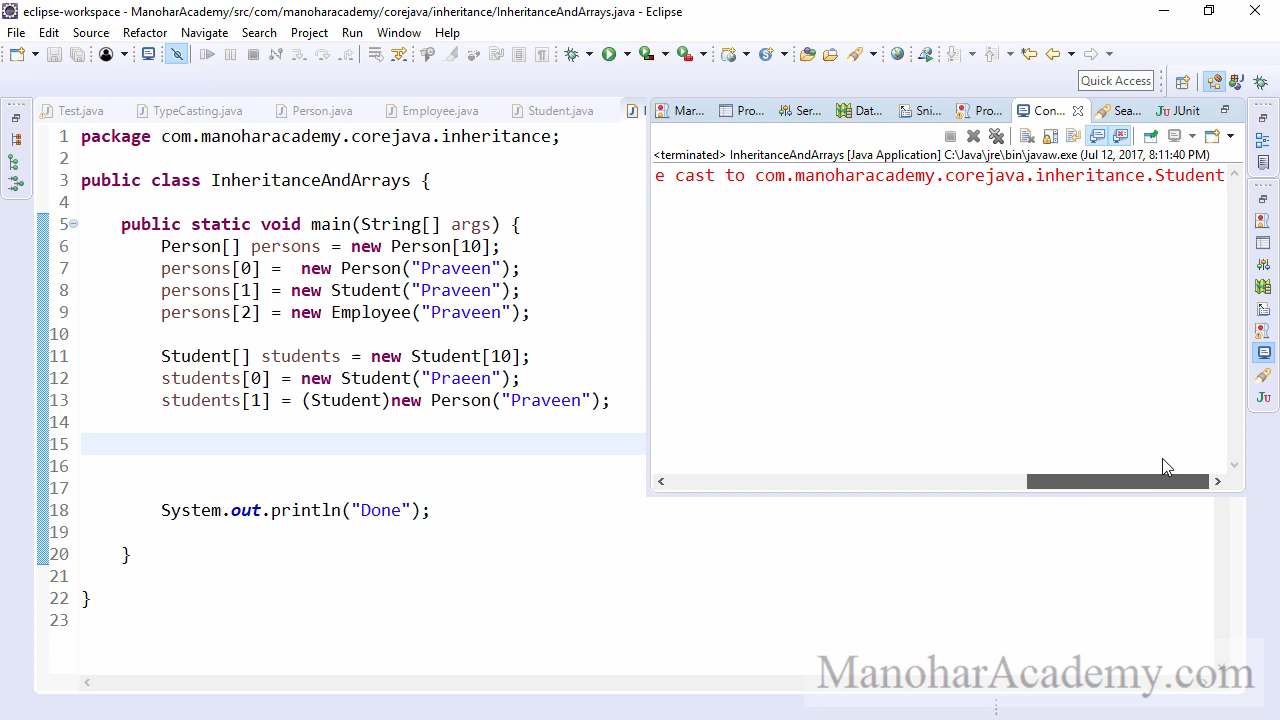 eclipse-workspace - ManoharAcademy/src/com/manoharacademy/corejava/inheritance/InheritanceAndArrays.java - Eclipse
File Edit Source Refactor Navigate Search Project Run Window Help
Quick Access
Test.java TypeCasting.java Person.java Employee.java Student.java
Mar... Pro... Ser... Dat... Sni... Pro... Con... Sea... JUnit
<terminated> InheritanceAndArrays [Java Application] C:\Java\jre\bin\javaw.exe (Jul 12, 2017, 8:11:40 PM)
e cast to com.manoharacademy.corejava.inheritance.Student
1 package com.manoharacademy.corejava.inheritance;
2
3 public class InheritanceAndArrays {
4
5 public static void main(String[] args) {
6 Person[] persons = new Person[10];
7 persons[0] =  new Person("Praveen");
8 persons[1] = new Student("Praveen");
9 persons[2] = new Employee("Praveen");
10
11 Student[] students = new Student[10];
12 students[0] = new Student("Praeen");
13 students[1] = (Student)new Person("Praveen");
14
15
16
17
18 System.out.println("Done");
19
20 }
21
22 }
23
ManoharAcademy.com